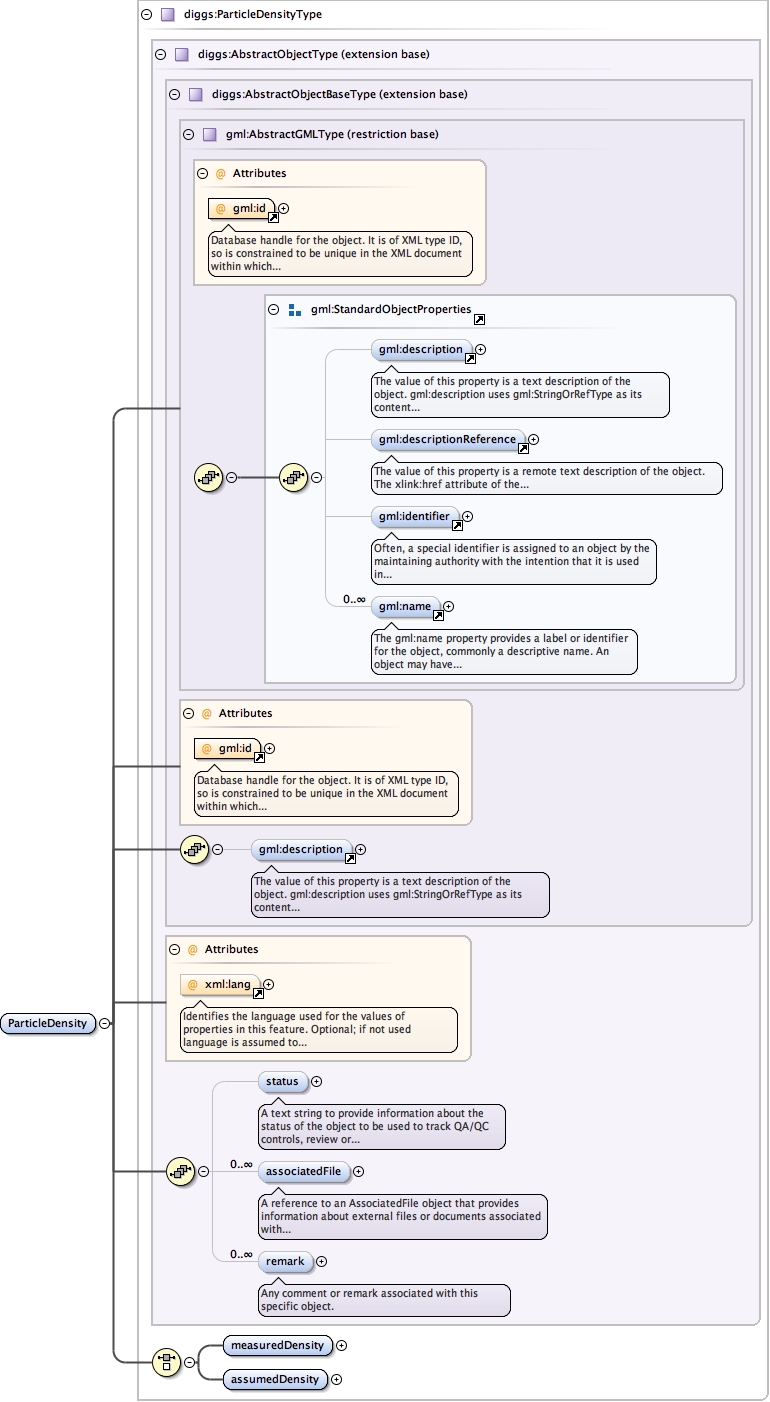 diggs:ParticleDensityType
diggs:AbstractObjectType (extension base)
diggs:AbstractObjectBaseType (extension base)
gml:AbstractGMLType (restriction base)
@ Attributes
@ gml:id
Database handle for the object. It is of XML type ID,
so is constrained to be unique in the XML document
within which...
gml:StandardObjectProperties
gml:description
The value of this property is a text description of the
object. gml:description uses gml:StringOrRefType as its
content...
gml:descriptionReference
The value of this property is a remote text description of the object.
The xlink:href attribute of the...
gml:identifier
Often, a special identifier is assigned to an object by the
maintaining authority with the intention that it is used
in...
0..∞
gml:name
The gml:name property provides a label or identifier
for the object, commonly a descriptive name. An
object may have...
@ Attributes
@ gml:id
Database handle for the object. It is of XML type ID,
so is constrained to be unique in the XML document
within which...
gml:description
The value of this property is a text description of the
object. gml:description uses gml:StringOrRefType as its
content...
@ Attributes
@ xml:lang
Identifies the language used for the values of
properties in this feature. Optional; if not used
language is assumed to...
ParticleDensity
status
A text string to provide information about the
status of the object to be used to track QA/QC
controls, review or...
0..∞
associatedFile
A reference to an AssociatedFile object that provides
information about external files or documents associated
with...
0..∞
remark
Any comment or remark associated with this
specific object.
measuredDensity
assumedDensity